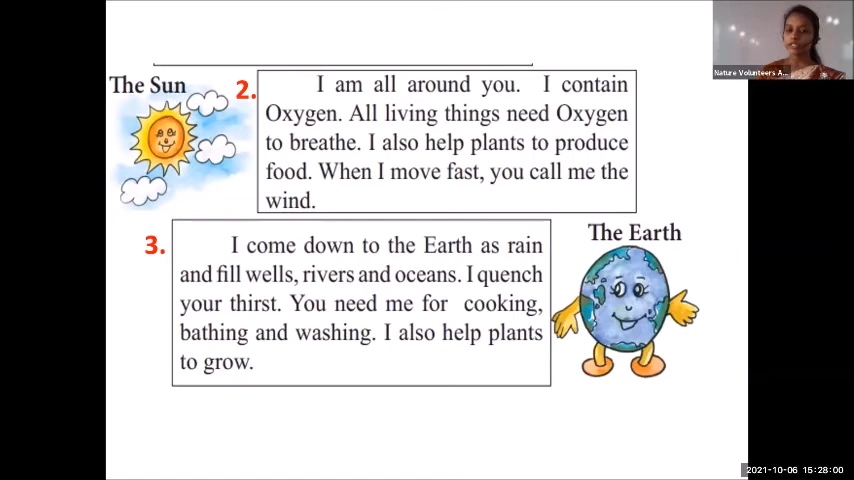 Nature Volunteers A...
The Sun
2.
I am all around you. I contain
Oxygen. All living things need Oxygen
to breathe. I also help plants to produce
food. When I move fast, you call me the
wind.
3.
I come down to the Earth as rain
and fill wells, rivers and oceans. I quench
your thirst. You need me for cooking,
bathing and washing. I also help plants
to grow.
The Earth
2021-10-06 15:28:00